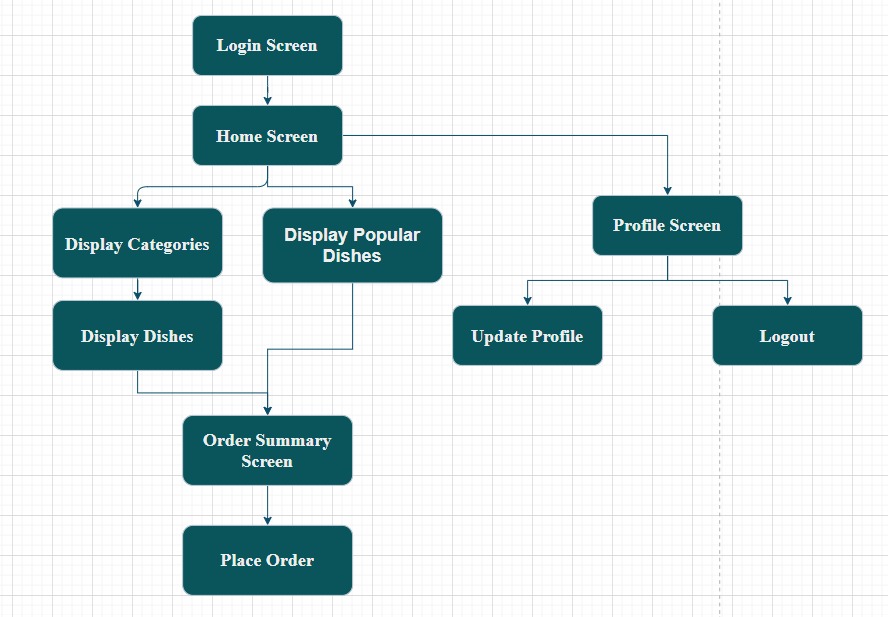 Login Screen
Home Screen
Display Categories
Display Popular
Dishes
Profile Screen
Display Dishes
Update Profile
Logout
Order Summary
Screen
Place Order